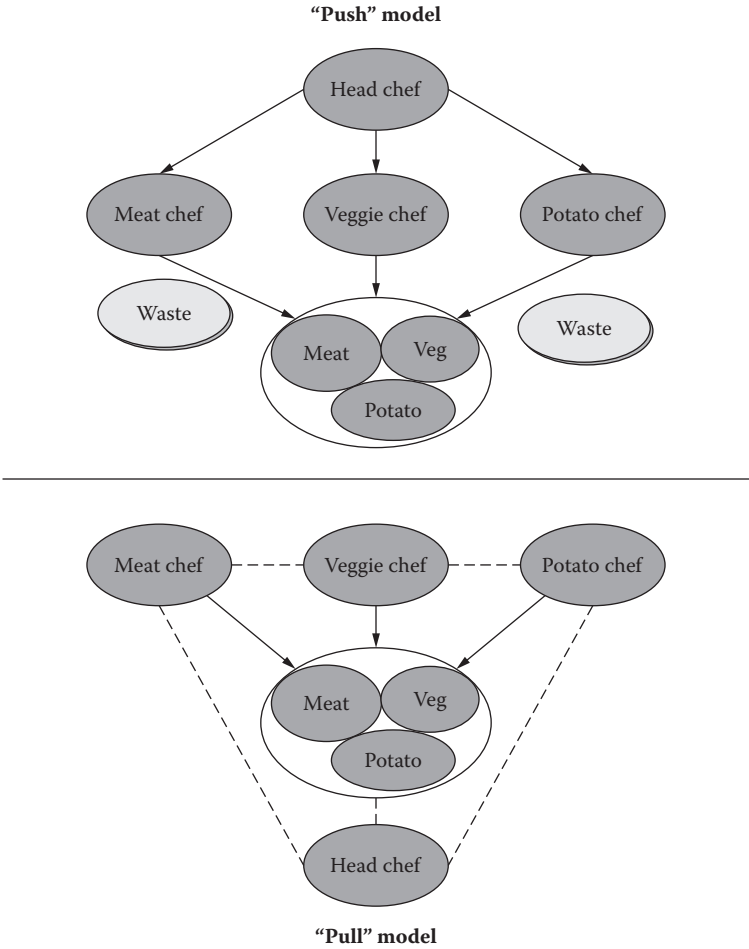 “Push” model
Head chef
Meat chef
Veggie chef
Potato chef
Waste
Waste
Meat
Veg
Potato
Meat chef
Veggie chef
Potato chef
Meat
Veg
Potato
Head chef
“Pull” model